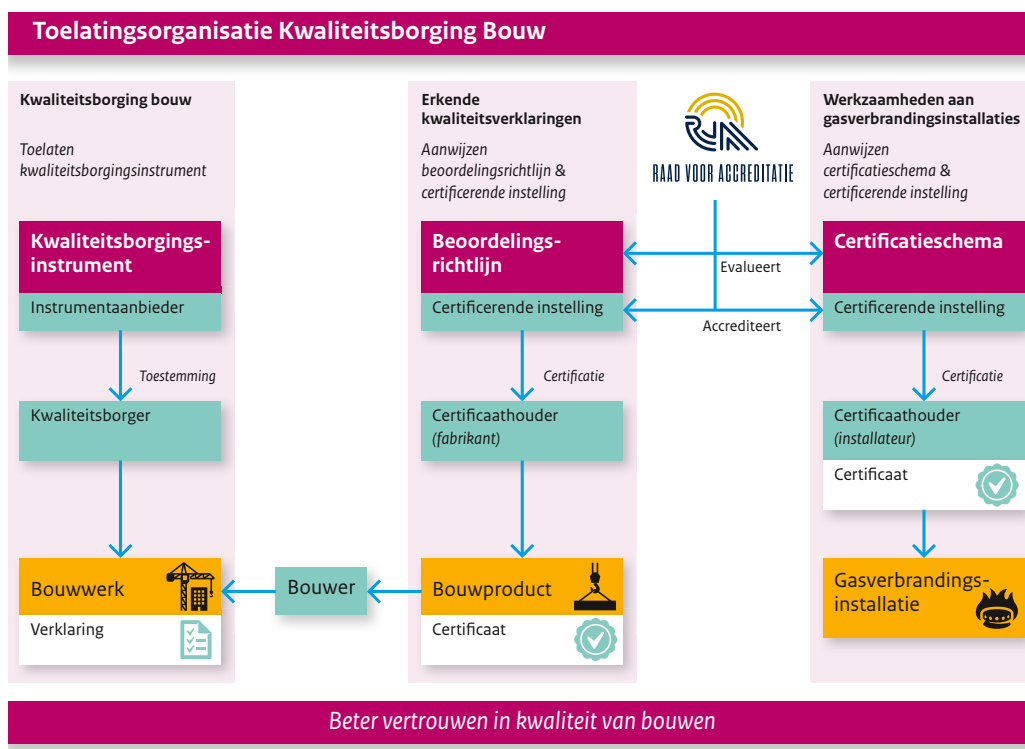 Toelatingsorganisatie Kwaliteitsborging Bouw
Kwaliteitsborging bouw
Toelaten
kwaliteitsborgingsinstrument
Kwaliteitsborgings-
instrument
Instrumentaanbieder
Toestemming
Kwaliteitsborger
Bouwwerk
Verklaring
Bouwer
Erkende
kwaliteitsverklaringen
Aanwijzen
beoordelingsrichtlijn &
certificerende instelling
Beoordelings-
richtlijn
Certificerende instelling
Certificatie
Certificaathouder
(fabrikant)
Bouwproduct
Certificaat
RvA
RAAD VOOR ACCREDITATIE
Evalueert
Accrediteert
Werkzaamheden aan
gasverbrandingsinstallaties
Aanwijzen
certificatieschema &
certificerende instelling
Certificatieschema
Certificerende instelling
Certificatie
Certificaathouder
(installateur)
Certificaat
Gasverbrandings-
installatie
Beter vertrouwen in kwaliteit van bouwen